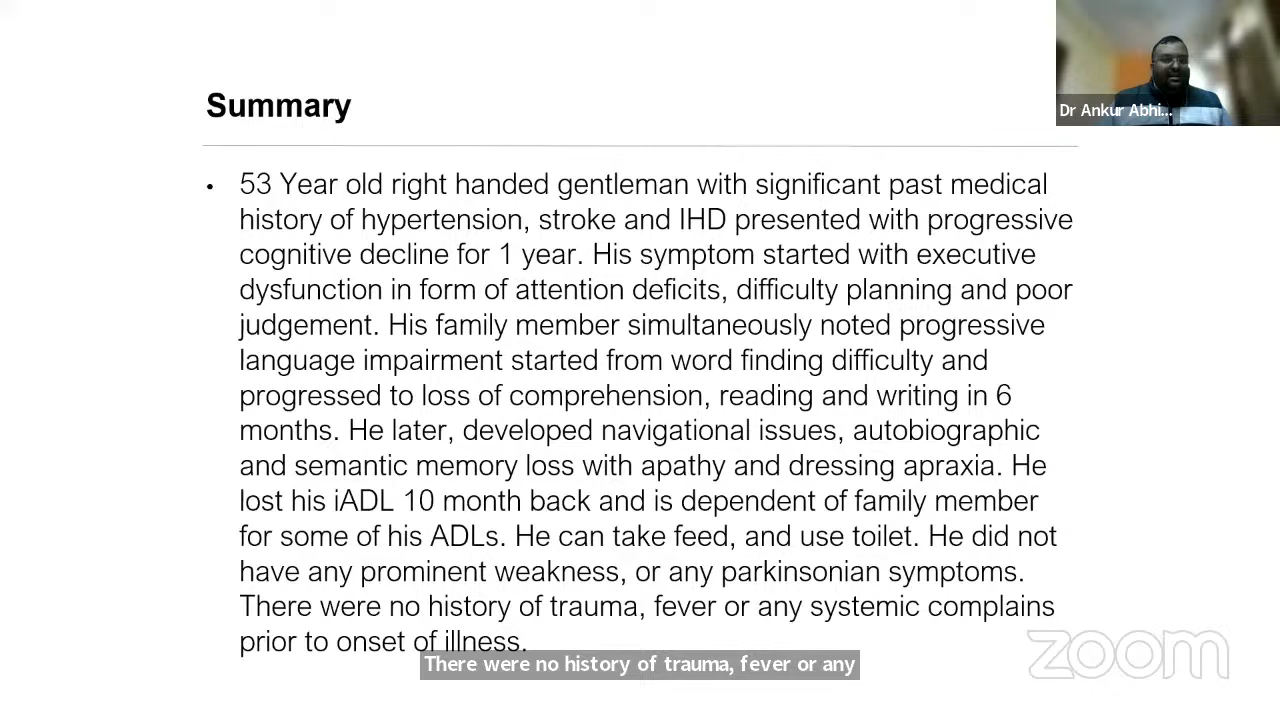 Dr Ankur Abhi...
Summary
• 53 Year old right handed gentleman with significant past medical
history of hypertension, stroke and IHD presented with progressive
cognitive decline for 1 year. His symptom started with executive
dysfunction in form of attention deficits, difficulty planning and poor
judgement. His family member simultaneously noted progressive
language impairment started from word finding difficulty and
progressed to loss of comprehension, reading and writing in 6
months. He later, developed navigational issues, autobiographic
and semantic memory loss with apathy and dressing apraxia. He
lost his iADL 10 month back and is dependent of family member
for some of his ADLs. He can take feed, and use toilet. He did not
have any prominent weakness, or any parkinsonian symptoms.
There were no history of trauma, fever or any systemic complains
prior to onset of illness.
There were no history of trauma, fever or any
zoom